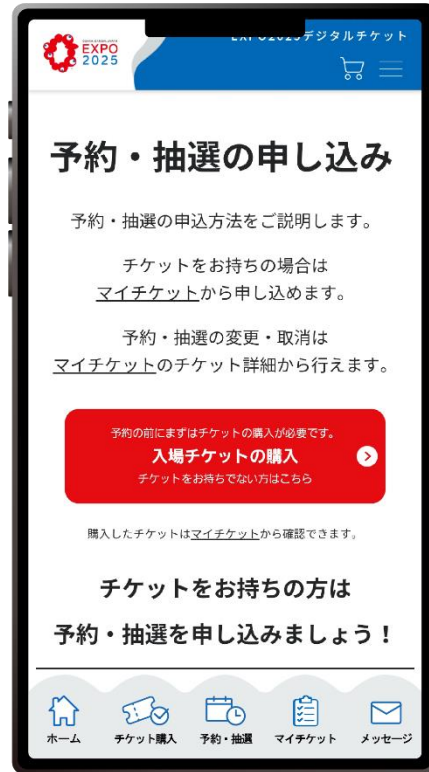 EXPO
2025
EXPO2025デジタルチケット
予約・抽選の申し込み
予約・抽選の申込方法をご説明します。
チケットをお持ちの場合は
マイチケットから申し込めます。
予約・抽選の変更・取消は
マイチケットのチケット詳細から行えます。
予約の前にまずはチケットの購入が必要です。
入場チケットの購入
チケットをお持ちでない方はこちら
購入したチケットはマイチケットから確認できます。
チケットをお持ちの方は
予約・抽選を申し込みましょう！
ホーム
チケット購入
予約・抽選
マイチケット
メッセージ